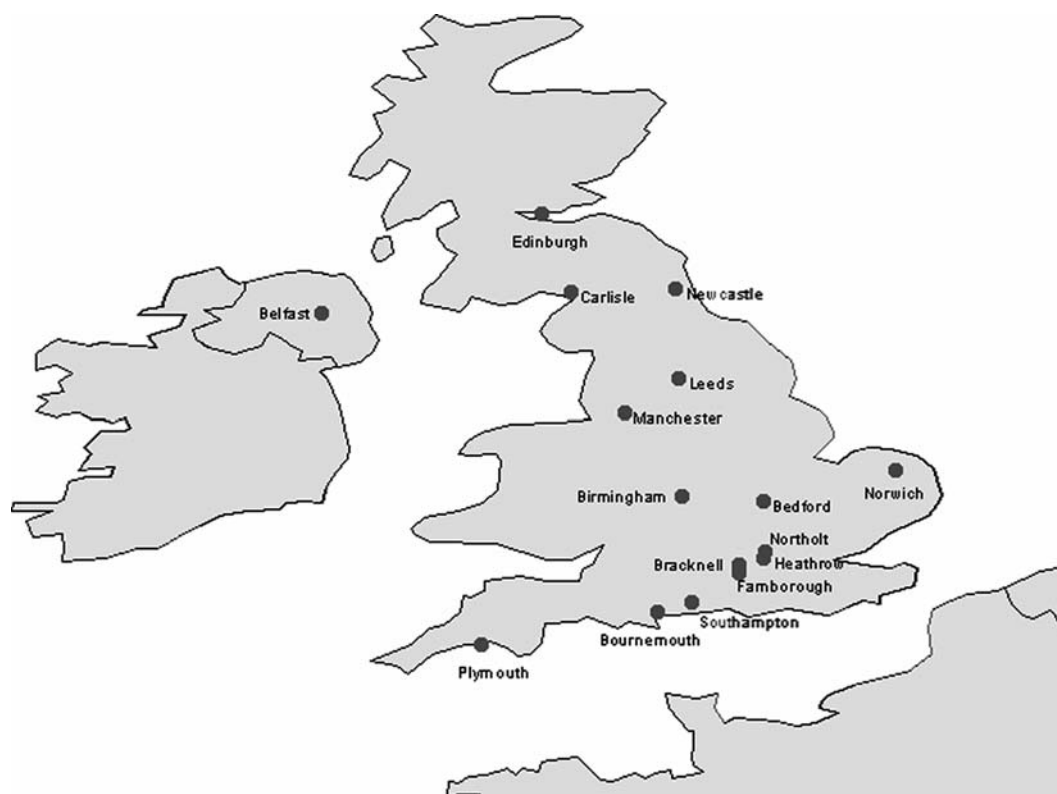 Edinburgh
Carlisle
Newcastle
Belfast
Leeds
Manchester
Norwich
Birmingham
Bedford
Northolt
Bracknell
Heathrow
Farnborough
Southampton
Bournemouth
Plymouth